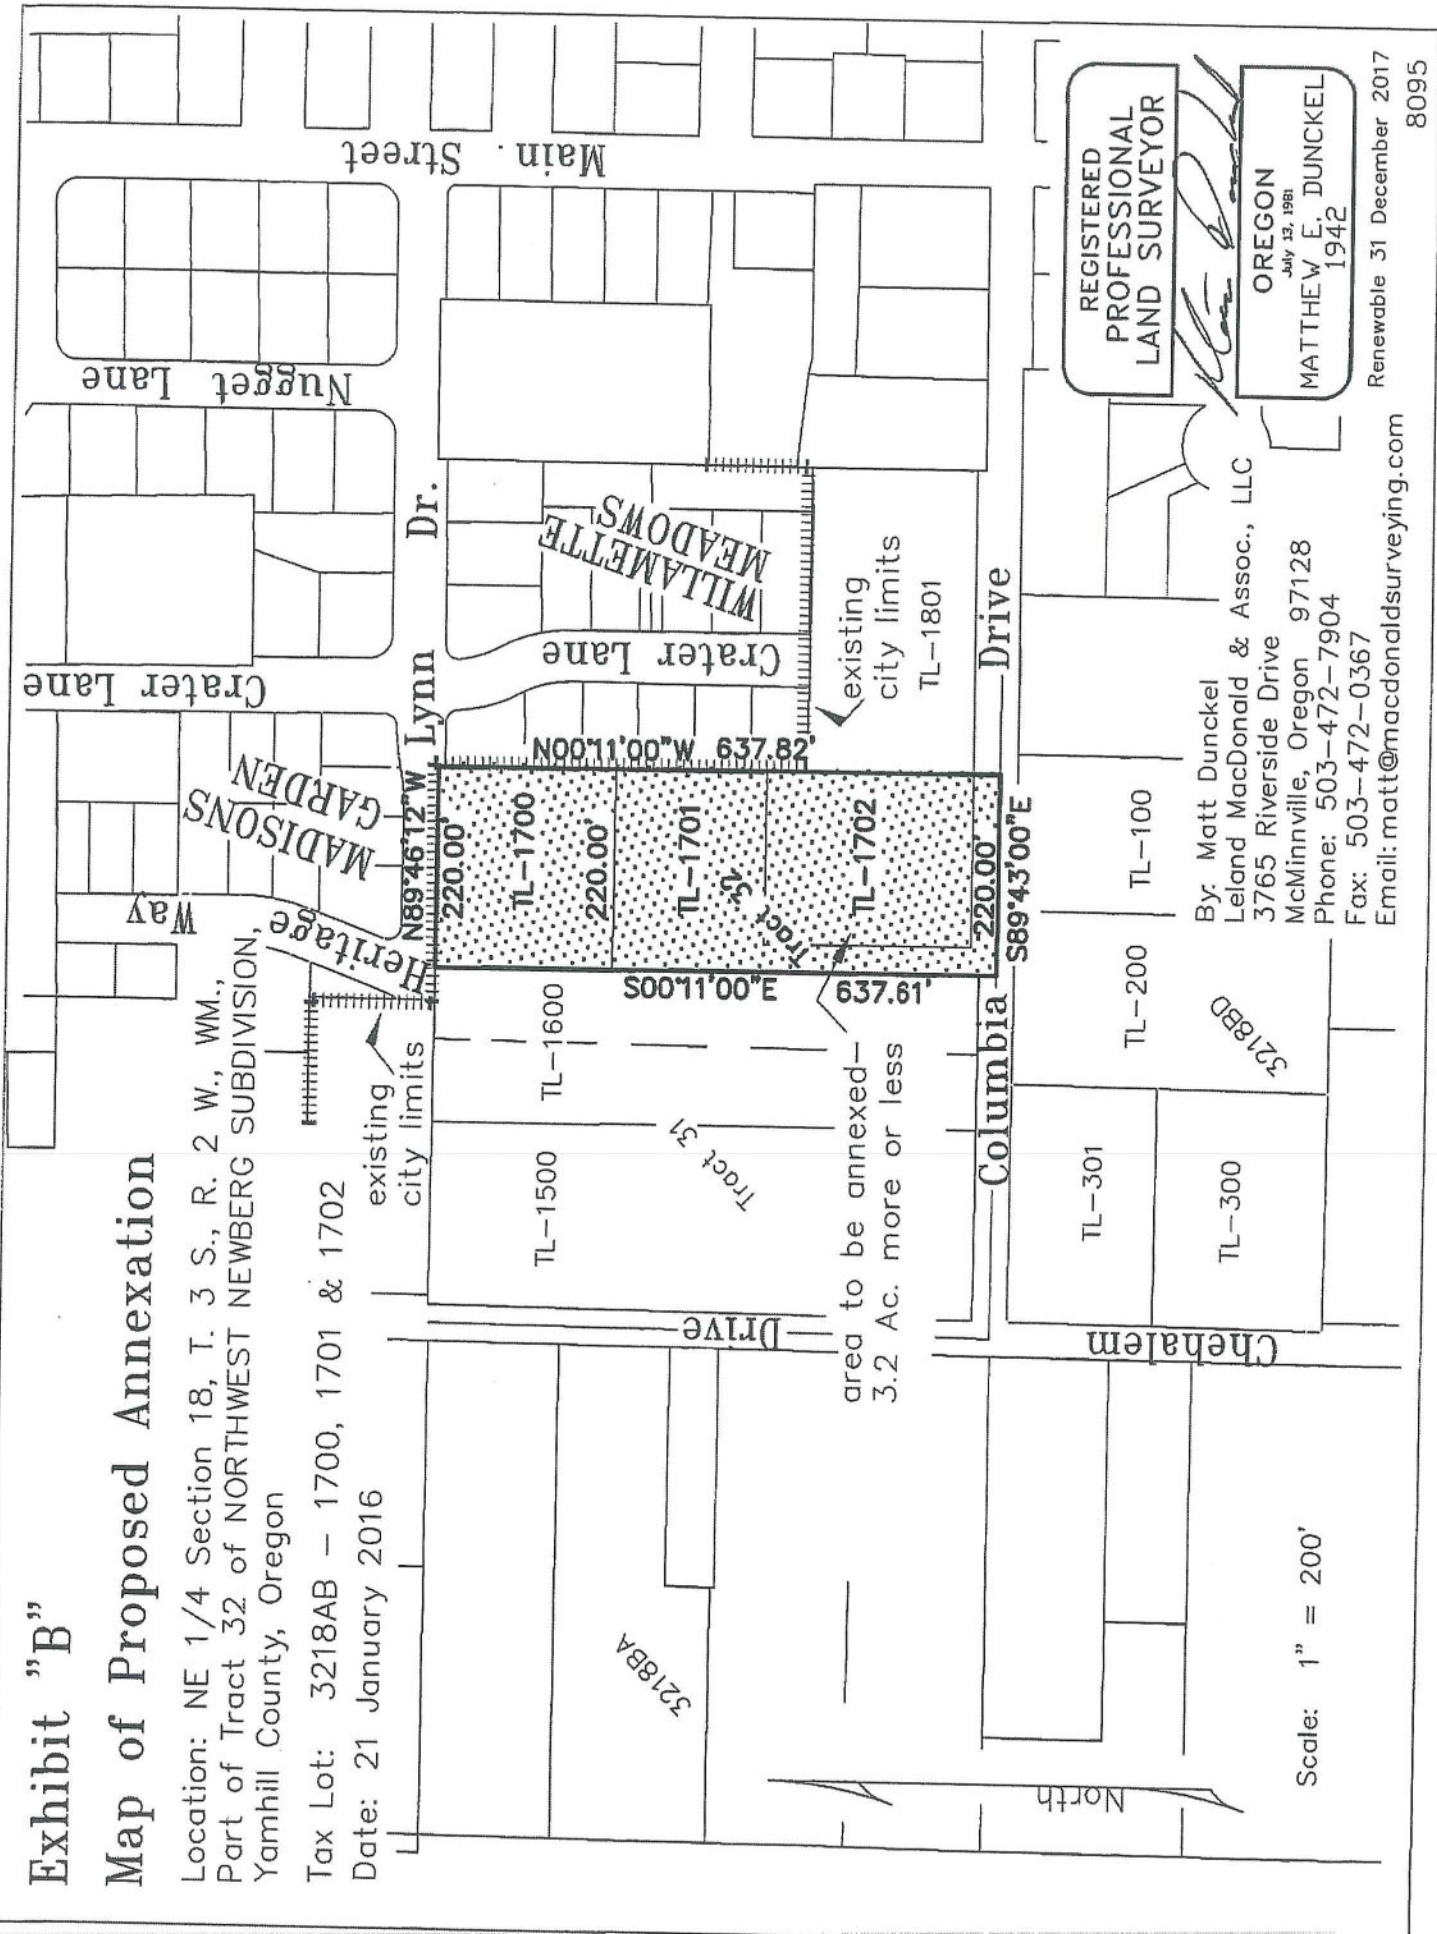 Exhibit "B"
Map of Proposed Annexation
Location: NE 1/4 Section 18, T. 3 S., R. 2 W., WM.,
Part of Tract 32 of NORTHWEST NEWBERG SUBDIVISION,
Yamhill County, Oregon
Tax Lot: 3218AB - 1700, 1701 & 1702
Date: 21 January 2016
existing
city limits
Heritage
Way
MADISONS
GARDEN
Crater Lane
Nugget Lane
Main Street
Lynn Dr.
N89°46'12"W
220.00'
TL-1700
220.00'
TL-1701
Tract 32
TL-1702
220.00'
S89°43'00"E
N00°11'00"W 637.82'
S00°11'00"E 637.61'
Crater Lane
WILLAMETTE
MEADOWS
existing
city limits
TL-1801
TL-1600
TL-1500
Tract 31
area to be annexed-
3.2 Ac. more or less
Columbia Drive
Chehalem Drive
3218BA
TL-301
TL-300
TL-200
TL-100
3218BD
North
Scale: 1" = 200'
By: Matt Dunckel
Leland MacDonald & Assoc., LLC
3765 Riverside Drive
McMinnville, Oregon 97128
Phone: 503-472-7904
Fax: 503-472-0367
Email: matt@macdonaldsurveying.com
REGISTERED
PROFESSIONAL
LAND SURVEYOR
OREGON
July 13, 1981
MATTHEW E. DUNCKEL
1942
Renewable 31 December 2017
8095